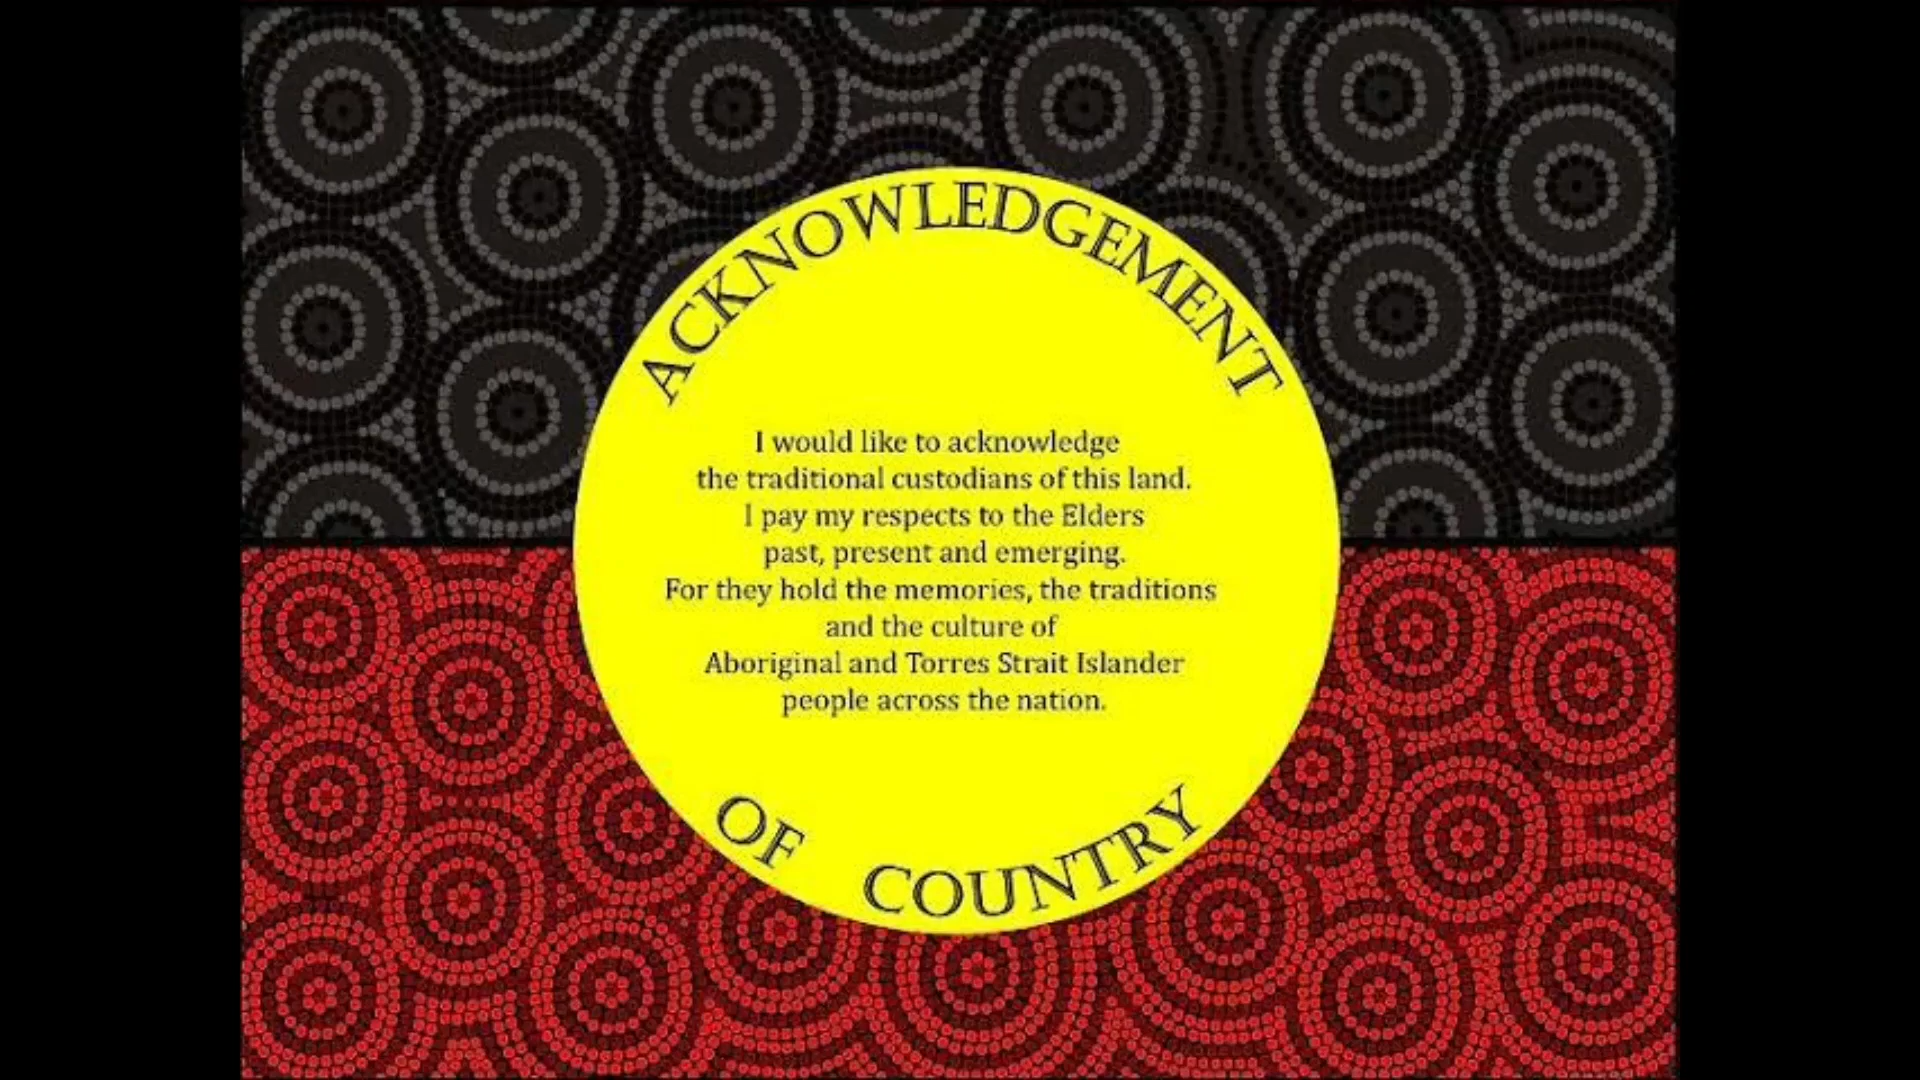 ACKNOWLEDGEMENT
I would like to acknowledge
the traditional custodians of this land.
I pay my respects to the Elders
past, present and emerging.
For they hold the memories, the traditions
and the culture of
Aboriginal and Torres Strait Islander
people across the nation.
OF COUNTRY